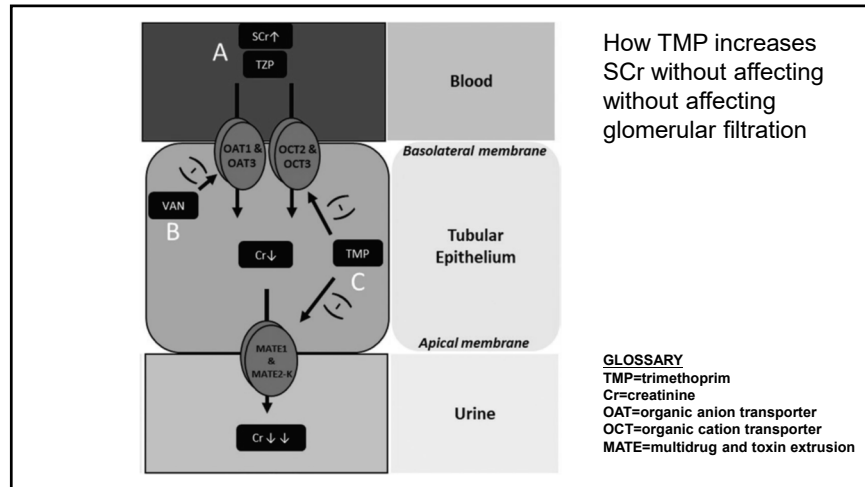 A
SCr↑
TZP
Blood
How TMP increases
SCr without affecting
without affecting
glomerular filtration
OAT1 &
OAT3
OCT2 &
OCT3
Basolateral membrane
(-)
(-)
VAN
B
Cr↓
TMP
C
Tubular
Epithelium
(-)
Apical membrane
MATE1
&
MATE2-K
Urine
Cr↓↓
GLOSSARY
TMP=trimethoprim
Cr=creatinine
OAT=organic anion transporter
OCT=organic cation transporter
MATE=multidrug and toxin extrusion